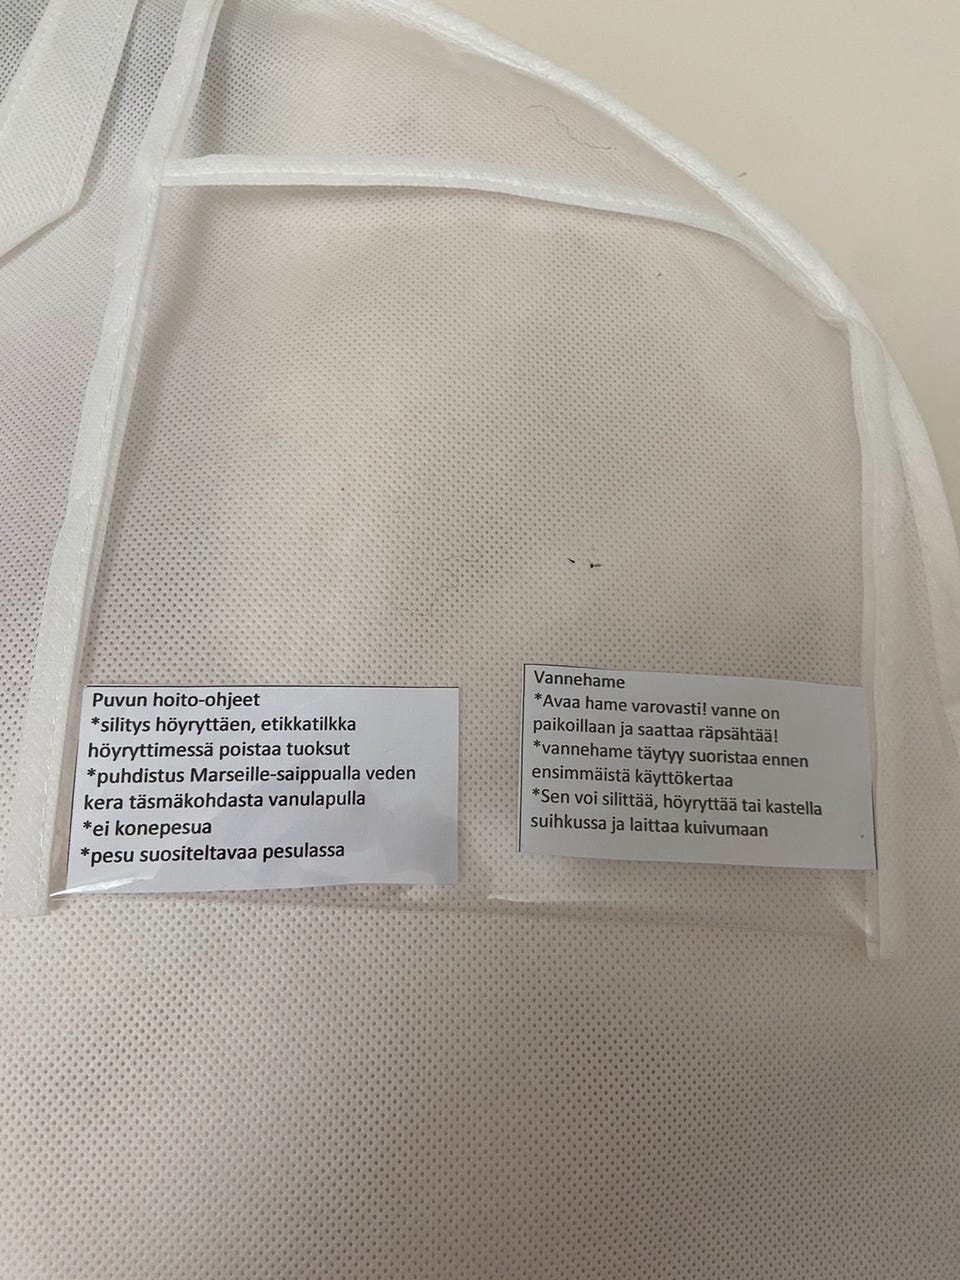 Puvun hoito-ohjeet
*silitys höyryttäen, etikkatilkka
höyryttimessä poistaa tuoksut
*puhdistus Marseille-saippualla veden
kera täsmäkohdasta vanulapulla
*ei konepesua
*pesu suositeltavaa pesulassa
Vannehame
*Avaa hame varovasti! vanne on
paikoillaan ja saattaa räpsähtää!
*vannehame täytyy suoristaa ennen
ensimmäistä käyttökertaa
*Sen voi silittää, höyryttää tai kastella
suihkussa ja laittaa kuivumaan